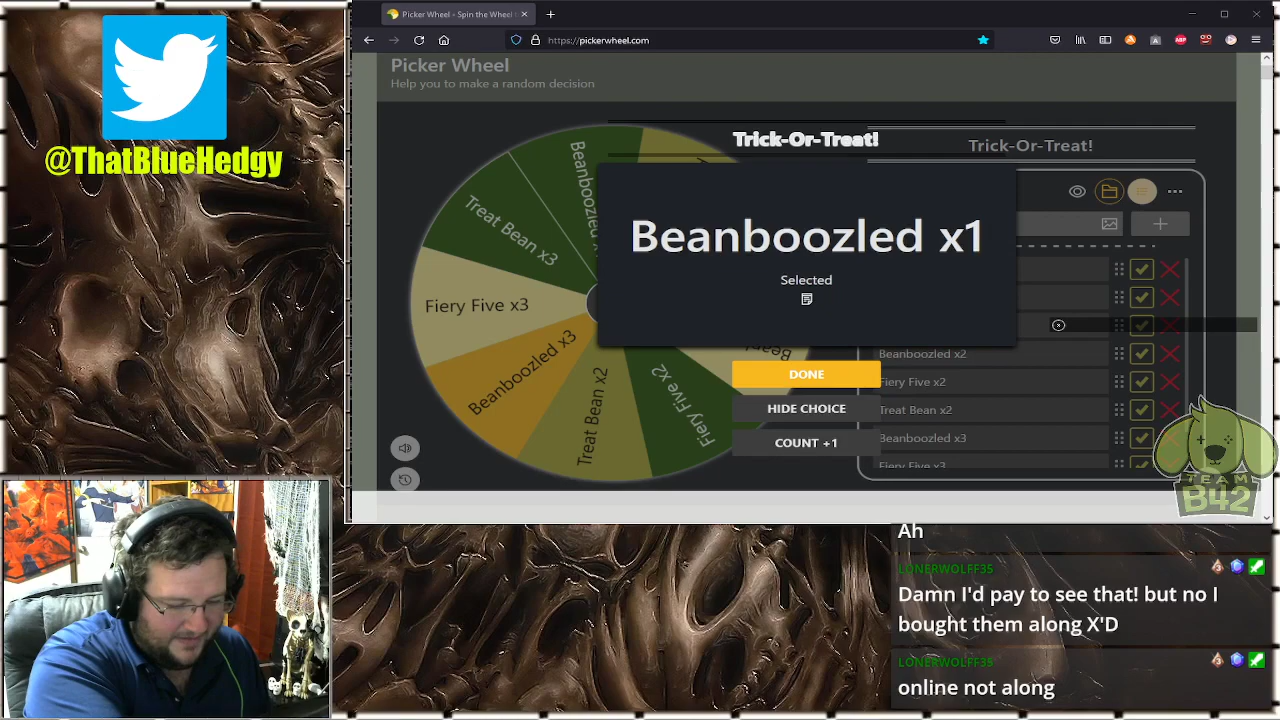 @ThatBlueHedgy
Picker Wheel - Spin the Wheel
https://pickerwheel.com
Picker Wheel
Help you to make a random decision
Trick-Or-Treat!
Trick-Or-Treat!
Beanboozled x1
Selected
DONE
HIDE CHOICE
COUNT +1
Treat Bean x3
Fiery Five x3
Beanboozled x3
Treat Bean x2
Fiery Five x2
Beanboozled x2
Fiery Five x2
Treat Bean x2
Beanboozled x3
Fiery Five x3
TEAM
B42
Ah
LONERWOLFF35
Damn I'd pay to see that! but no I
bought them along X'D
LONERWOLFF35
online not along